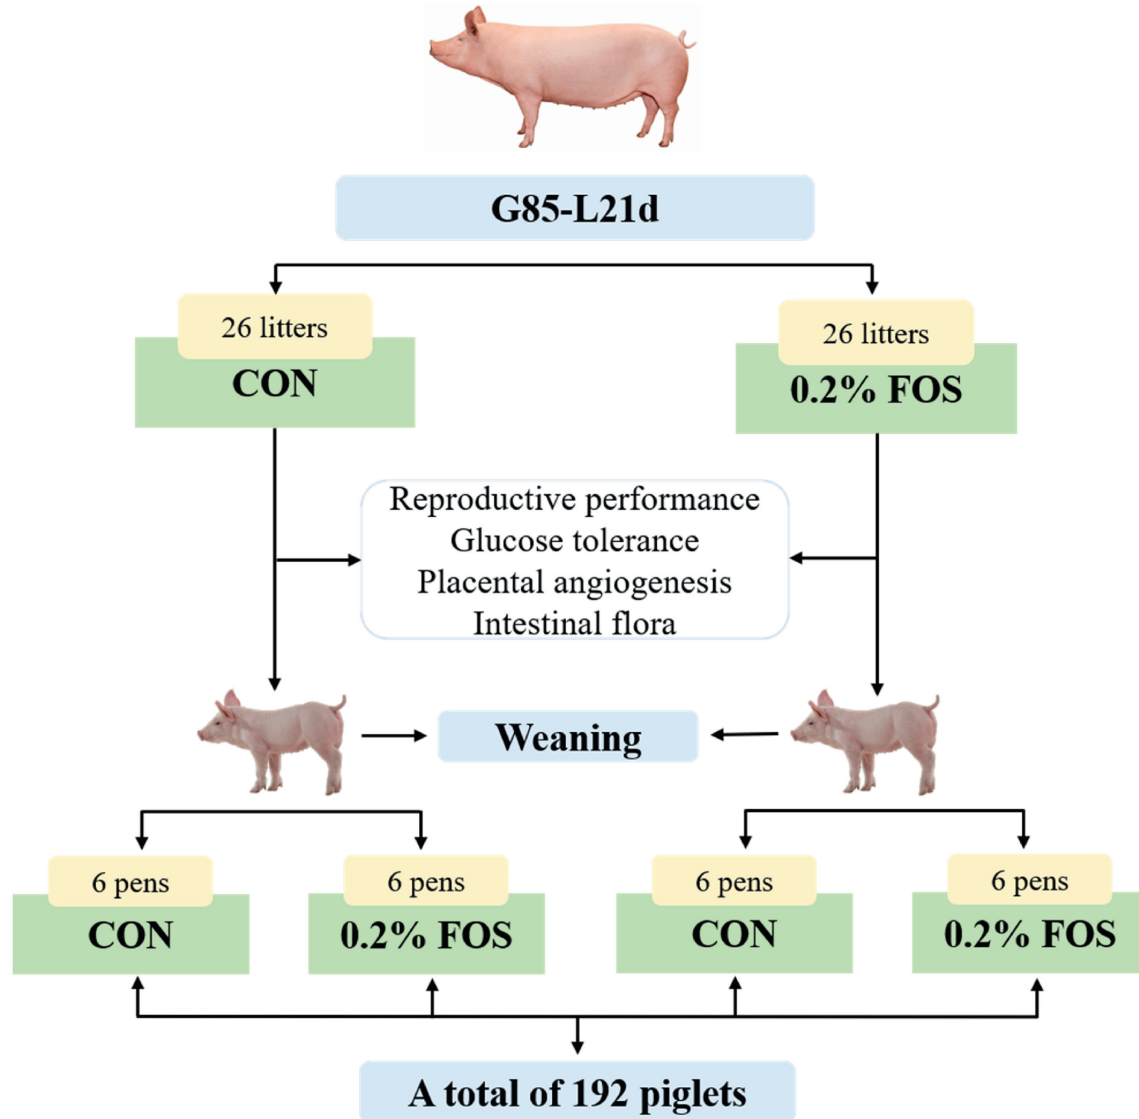 G85-L21d
26 litters
CON
26 litters
0.2% FOS
Reproductive performance
Glucose tolerance
Placental angiogenesis
Intestinal flora
Weaning
6 pens
CON
6 pens
0.2% FOS
6 pens
CON
6 pens
0.2% FOS
A total of 192 piglets